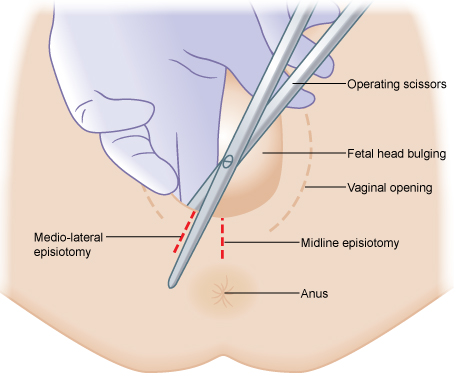 Operating scissors
Fetal head bulging
Vaginal opening
Medio-lateral
episiotomy
Midline episiotomy
Anus